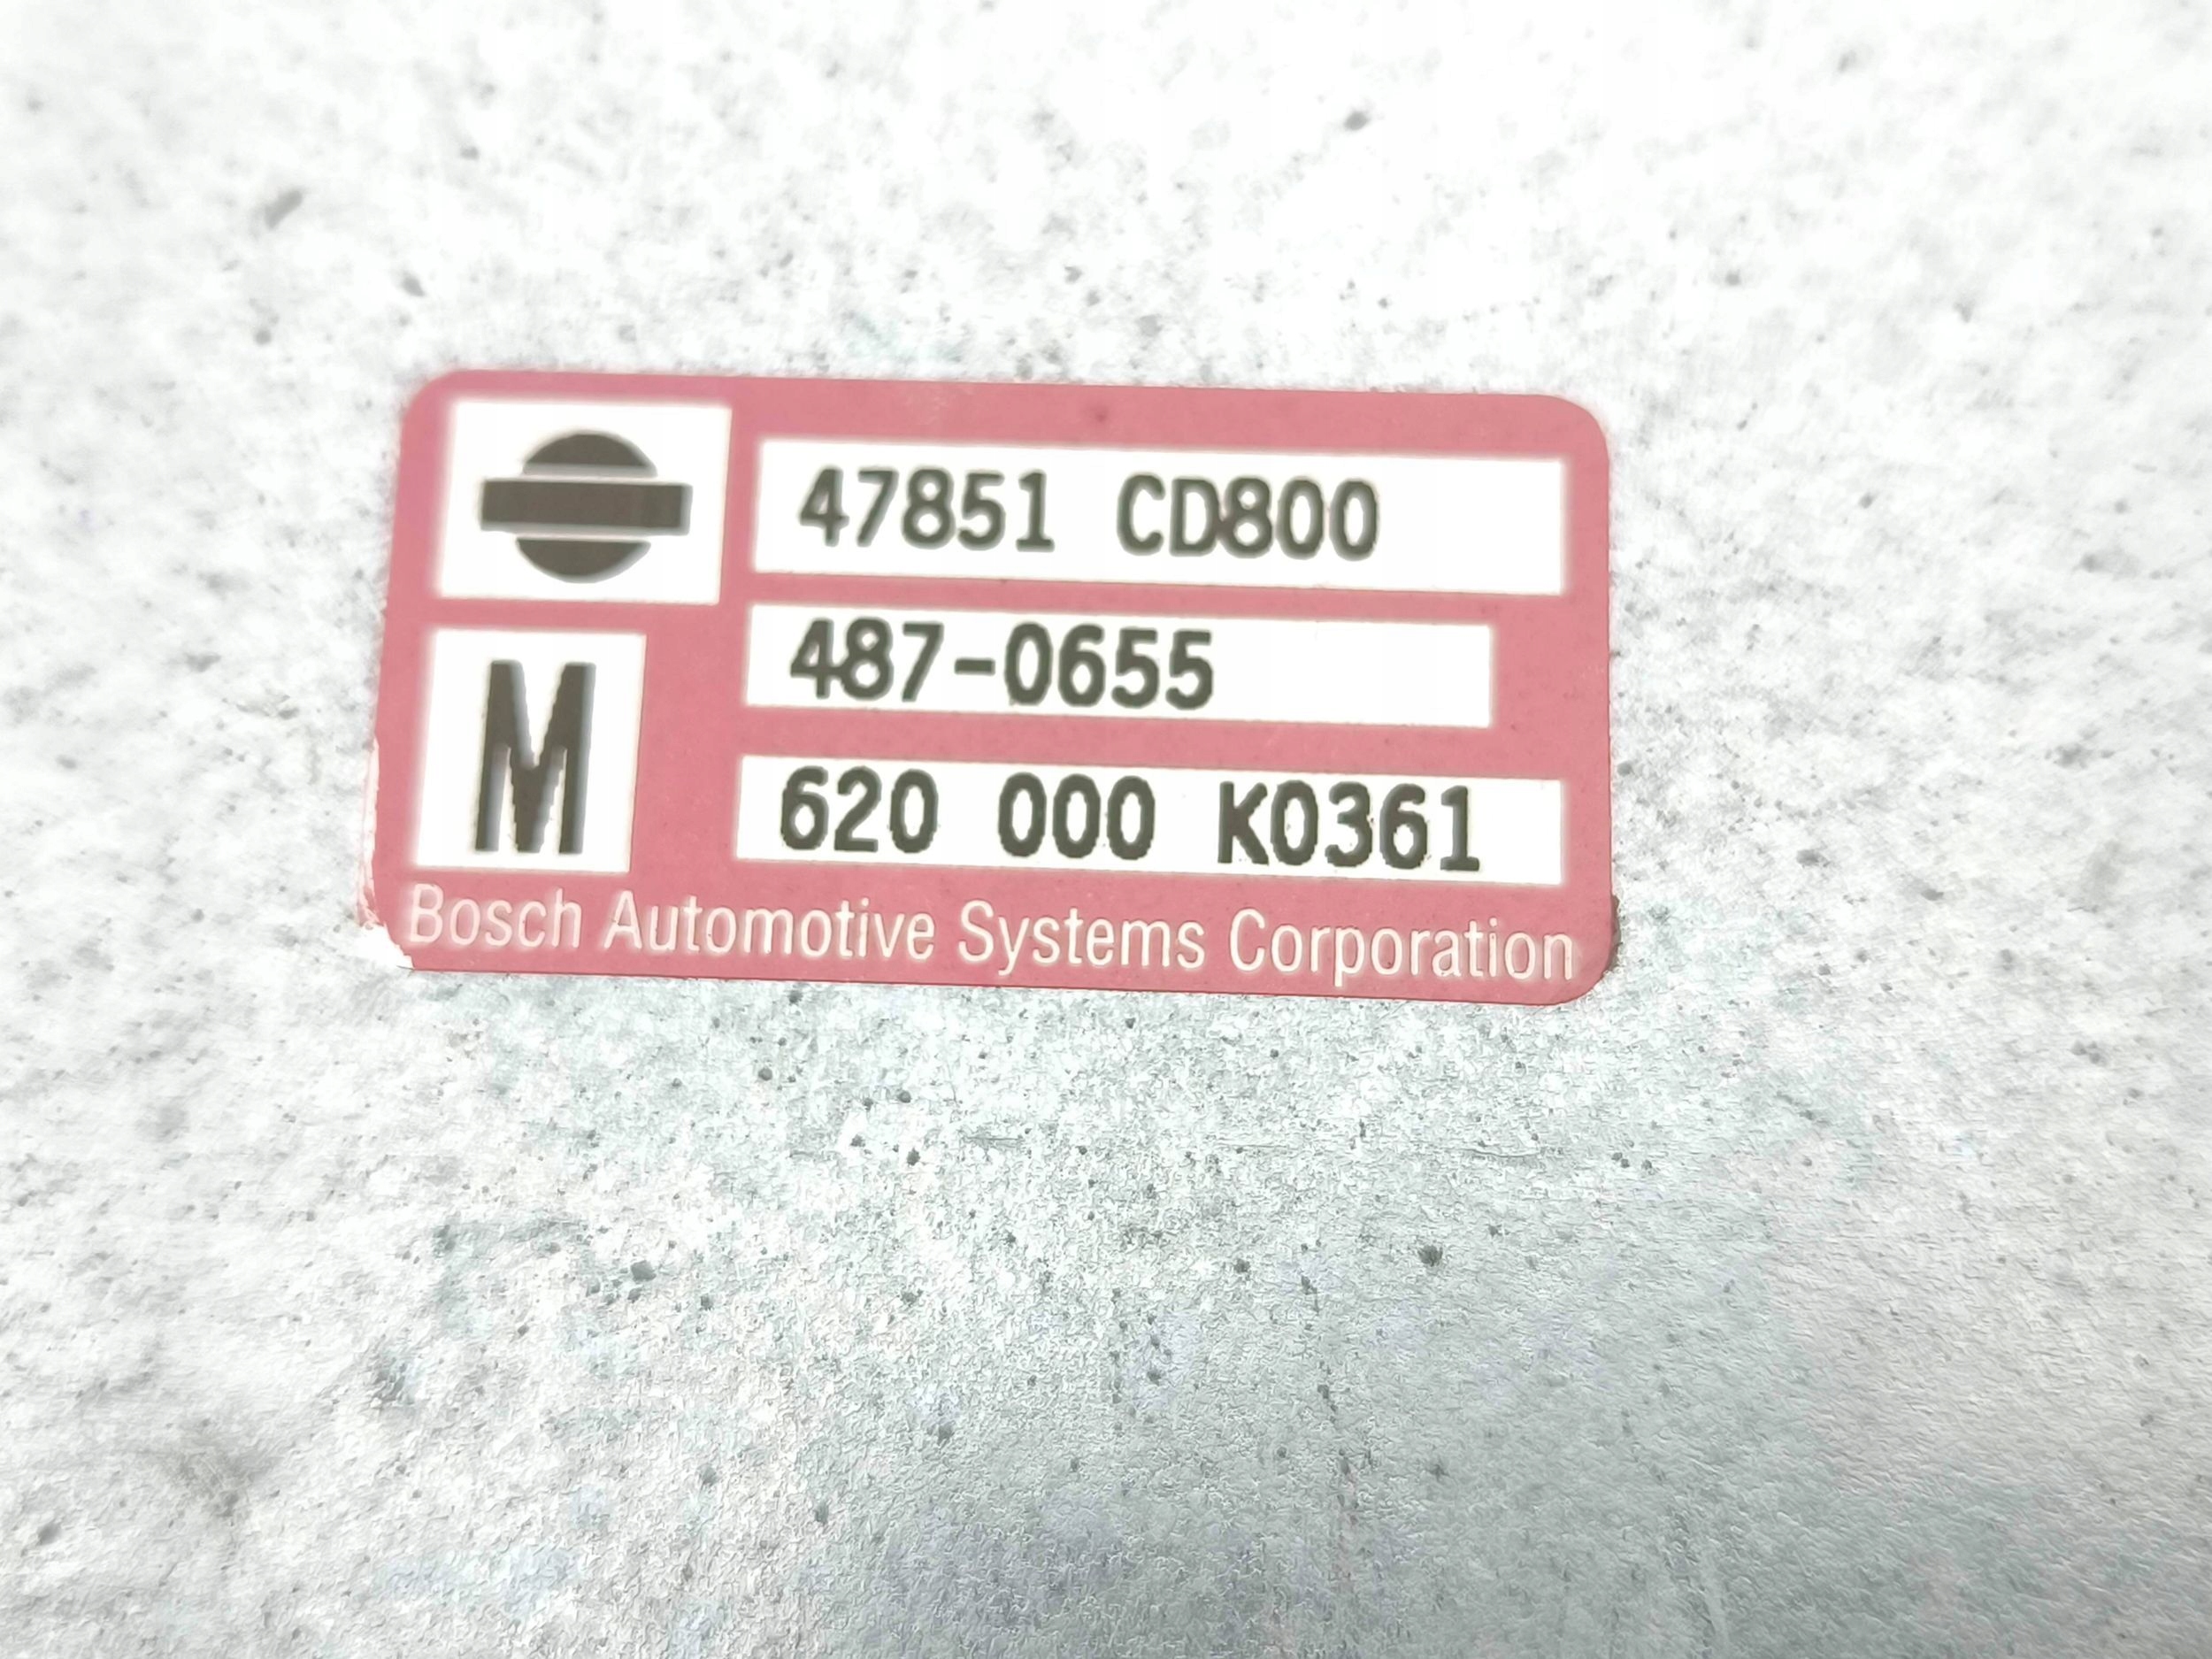 47851 CD800
487-0655
M
620 000 K0361
Bosch Automotive Systems Corporation